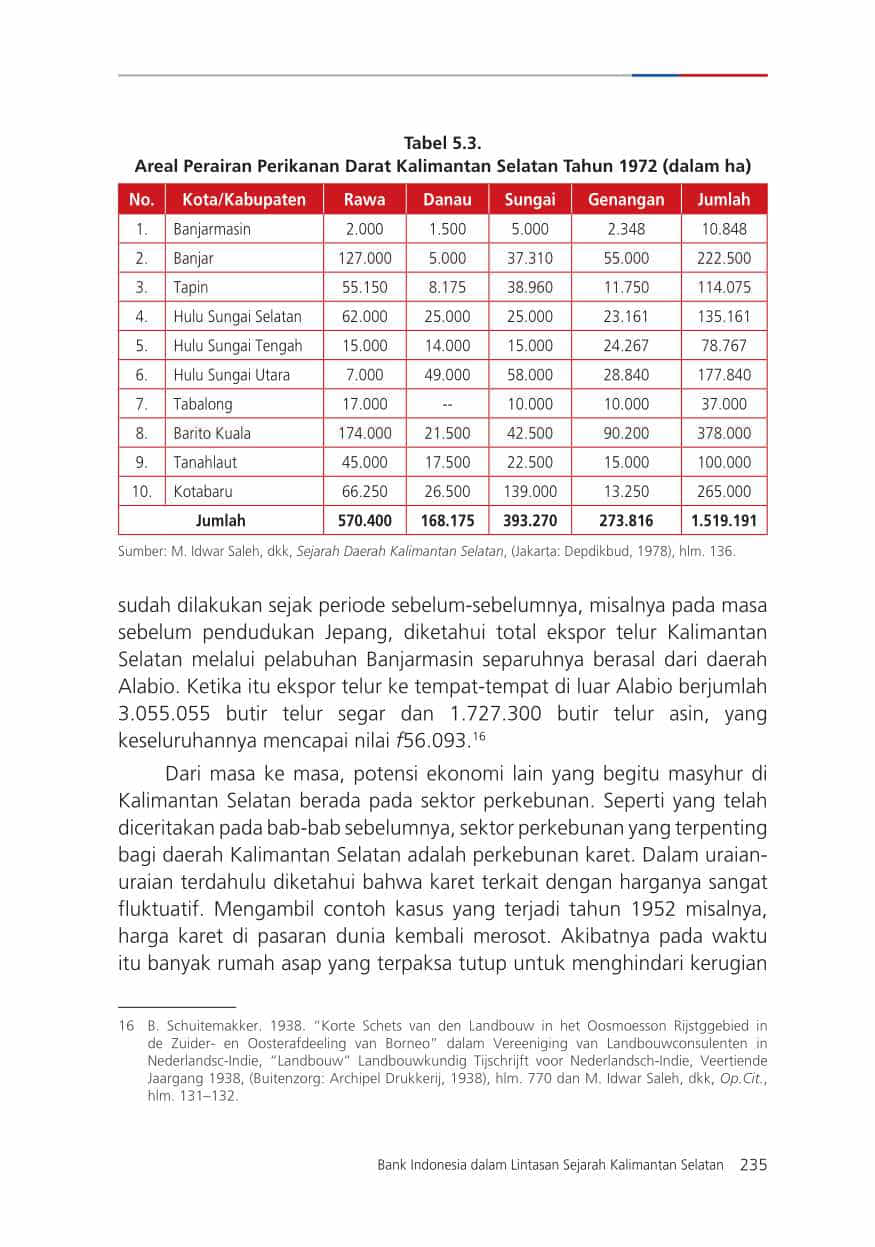 Tabel 5.3.
Areal Perairan Perikanan Darat Kalimantan Selatan Tahun 1972 (dalam ha)
No. Kota/Kabupaten Rawa Danau Sungai Genangan Jumlah
1. Banjarmasin 2.000 1.500 5.000 2.348 10.848
2. Banjar 127.000 5.000 37.310 55.000 222.500
3. Tapin 55.150 8.175 38.960 11.750 114.075
4. Hulu Sungai Selatan 62.000 25.000 25.000 23.161 135.161
5. Hulu Sungai Tengah 15.000 14.000 15.000 24.267 78.767
6. Hulu Sungai Utara 7.000 49.000 58.000 28.840 177.840
7. Tabalong 17.000 -- 10.000 10.000 37.000
8. Barito Kuala 174.000 21.500 42.500 90.200 378.000
9. Tanahlaut 45.000 17.500 22.500 15.000 100.000
10. Kotabaru 66.250 26.500 139.000 13.250 265.000
Jumlah 570.400 168.175 393.270 273.816 1.519.191
Sumber: M. Idwar Saleh, dkk, Sejarah Daerah Kalimantan Selatan, (Jakarta: Depdikbud, 1978), hlm. 136.
sudah dilakukan sejak periode sebelum-sebelumnya, misalnya pada masa
sebelum pendudukan Jepang, diketahui total ekspor telur Kalimantan
Selatan melalui pelabuhan Banjarmasin separuhnya berasal dari daerah
Alabio. Ketika itu ekspor telur ke tempat-tempat di luar Alabio berjumlah
3.055.055 butir telur segar dan 1.727.300 butir telur asin, yang
keseluruhannya mencapai nilai f56.093.16
Dari masa ke masa, potensi ekonomi lain yang begitu masyhur di
Kalimantan Selatan berada pada sektor perkebunan. Seperti yang telah
diceritakan pada bab-bab sebelumnya, sektor perkebunan yang terpenting
bagi daerah Kalimantan Selatan adalah perkebunan karet. Dalam uraian-
uraian terdahulu diketahui bahwa karet terkait dengan harganya sangat
fluktuatif. Mengambil contoh kasus yang terjadi tahun 1952 misalnya,
harga karet di pasaran dunia kembali merosot. Akibatnya pada waktu
itu banyak rumah asap yang terpaksa tutup untuk menghindari kerugian
16 B. Schuitemakker. 1938. "Korte Schets van den Landbouw in het Oosmoesson Rijstggebied in
de Zuider- en Oosterafdeeling van Borneo" dalam Vereeniging van Landbouwconsulenten in
Nederlandsc-Indie, "Landbouw" Landbouwkundig Tijschrijft voor Nederlandsch-Indie, Veertiende
Jaargang 1938, (Buitenzorg: Archipel Drukkerij, 1938), hlm. 770 dan M. Idwar Saleh, dkk, Op.Cit.,
hlm. 131–132.
Bank Indonesia dalam Lintasan Sejarah Kalimantan Selatan 235